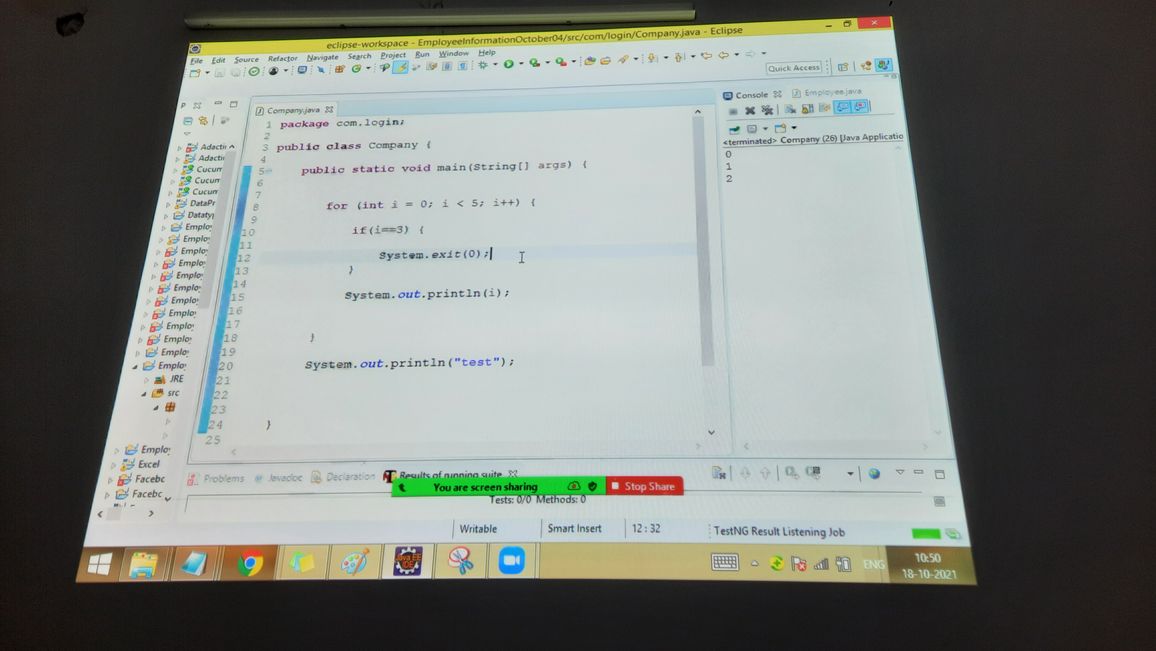 eclipse-workspace - EmployeeInformationOctober04/src/com/login/Company.java - Eclipse
File Edit Source Refactor Navigate Search Project Run Window Help
Quick Access
P
Company.java
Console Employee.java
<terminated> Company (26) [Java Applicatio
0
1
2
Adactin
Adactin
Cucum
Cucum
Cucum
DataPr
Dataty
Emplo
Emplo
Emplo
Emplo
Emplo
Emplo
Emplo
Emplo
Emplo
Emplo
Emplo
Emplo
JRE
src
Emplo
Excel
Facebc
Facebc
1 package com.login;
2
3 public class Company {
4
5 public static void main(String[] args) {
6
7
8 for (int i = 0; i < 5; i++) {
9
10 if(i==3) {
11
12 System.exit(0);
13 }
14
15 System.out.println(i);
16
17
18 }
19
20 System.out.println("test");
21
22
23
24 }
25
Problems Javadoc Declaration Results of running suite
You are screen sharing Stop Share
Tests: 0/0 Methods: 0
Writable Smart Insert 12 : 32 TestNG Result Listening Job
Java EE
IDE
ENG
10:50
18-10-2021